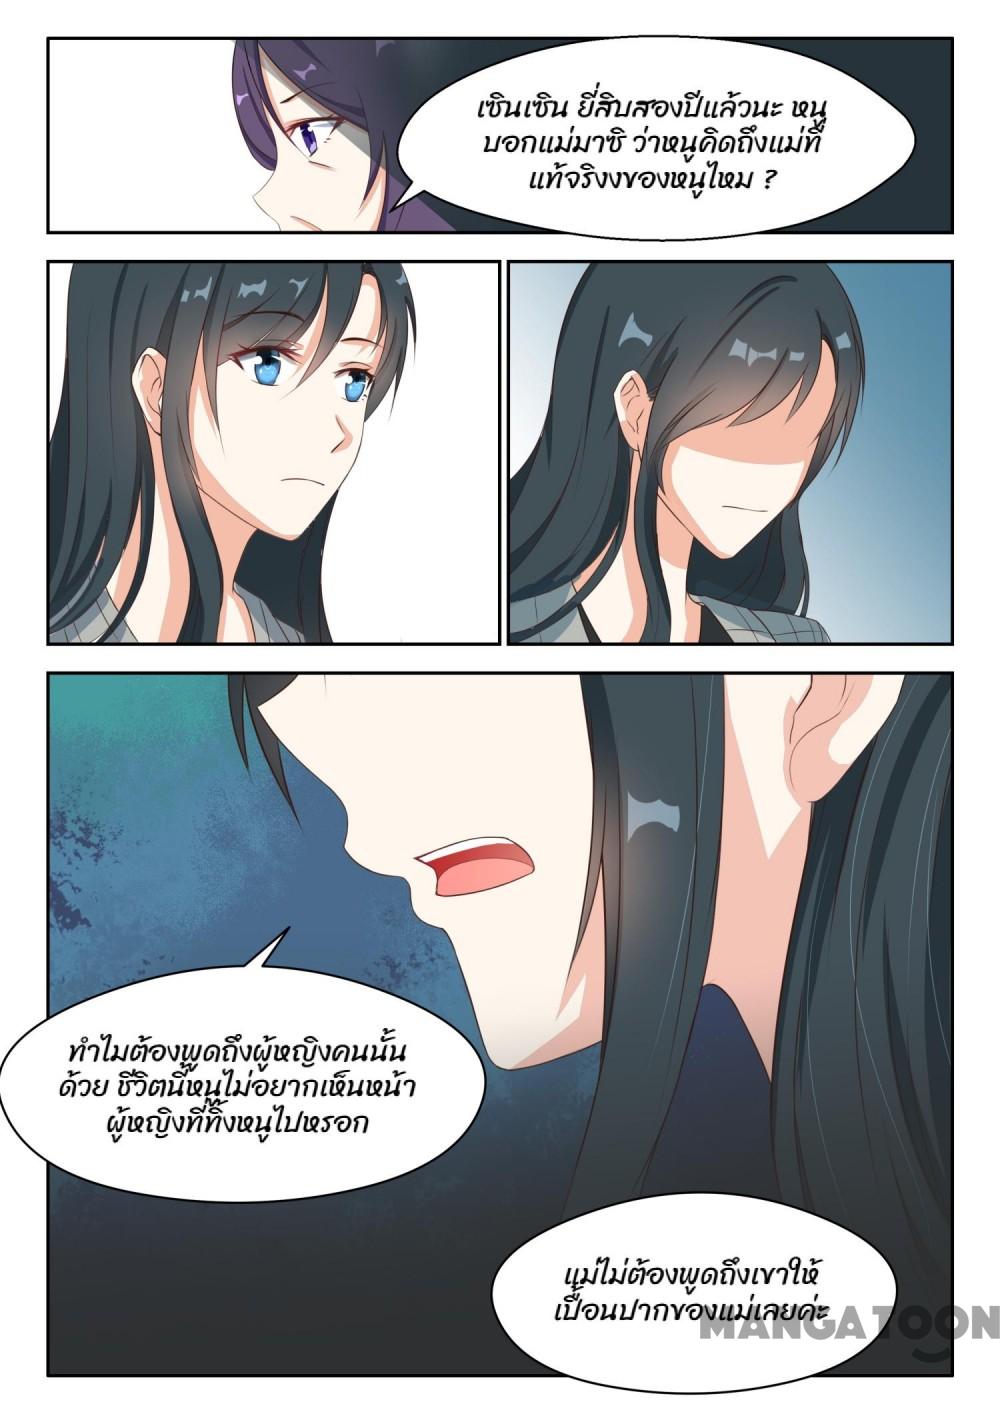 เซินเซิน ยี่สิบสองปีแล้วนะ หนู
บอกแม่มาซิ ว่าหนูคิดถึงแม่ที่
แท้จริงงของหนูไหม ?
ทำไมต้องพูดถึงผู้หญิงคนนั้น
ด้วย ชีวิตนี้หนูไม่อยากเห็นหน้า
ผู้หญิงที่ทิ้งหนูไปหรอก
แม่ไม่ต้องพูดถึงเขาให้
เปื้อนปากของแม่เลยค่ะ
MANGATOON